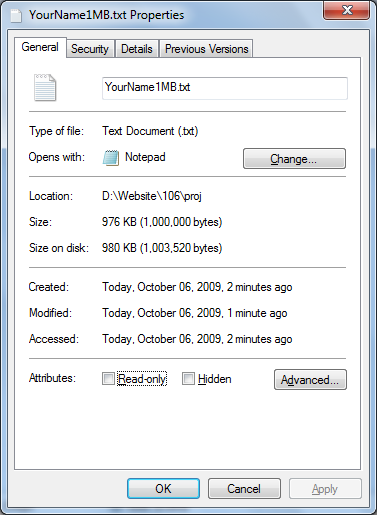 YourName1MB.txt Properties
General Security Details Previous Versions
YourName1MB.txt
Type of file: Text Document (.txt)
Opens with: Notepad Change...
Location: D:\Website\106\proj
Size: 976 KB (1,000,000 bytes)
Size on disk: 980 KB (1,003,520 bytes)
Created: Today, October 06, 2009, 2 minutes ago
Modified: Today, October 06, 2009, 1 minute ago
Accessed: Today, October 06, 2009, 2 minutes ago
Attributes: Read-only Hidden Advanced...
OK Cancel Apply